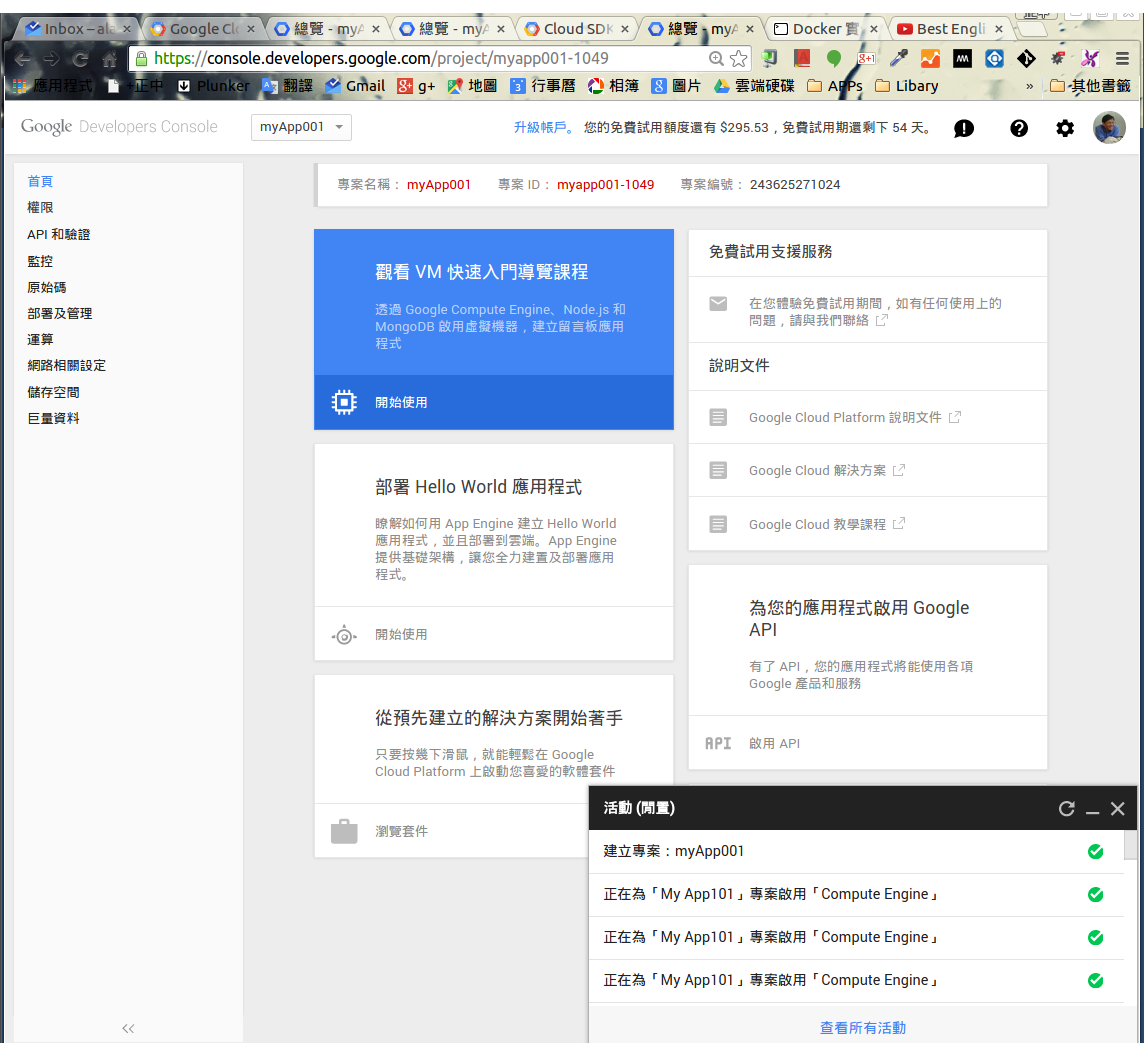 Inbox – ala
Google Clo
總覽 - myA
總覽 - myA
Cloud SDK
總覽 - myA
Docker 實
Best Engli
https://console.developers.google.com/project/myapp001-1049
應用程式
正中
Plunker
翻譯
Gmail
g+
地圖
行事曆
相簿
圖片
雲端硬碟
APPs
Libary
»
其他書籤
Google Developers Console
myApp001
升級帳戶。 您的免費試用額度還有 $295.53，免費試用期還剩下 54 天。
首頁
權限
API 和驗證
監控
原始碼
部署及管理
運算
網路相關設定
儲存空間
巨量資料
專案名稱： myApp001 專案 ID： myapp001-1049 專案編號： 243625271024
觀看 VM 快速入門導覽課程
透過 Google Compute Engine、Node.js 和
MongoDB 啟用虛擬機器，建立留言板應用
程式
開始使用
部署 Hello World 應用程式
瞭解如何用 App Engine 建立 Hello World
應用程式，並且部署到雲端。App Engine
提供基礎架構，讓您全力建置及部署應用
程式。
開始使用
從預先建立的解決方案開始著手
只要按幾下滑鼠，就能輕鬆在 Google
Cloud Platform 上啟動您喜愛的軟體套件
瀏覽套件
免費試用支援服務
在您體驗免費試用期間，如有任何使用上的
問題，請與我們聯絡
說明文件
Google Cloud Platform 說明文件
Google Cloud 解決方案
Google Cloud 教學課程
為您的應用程式啟用 Google
API
有了 API，您的應用程式將能使用各項
Google 產品和服務
API 啟用 API
活動 (閒置)
建立專案：myApp001
正在為「My App101」專案啟用「Compute Engine」
正在為「My App101」專案啟用「Compute Engine」
正在為「My App101」專案啟用「Compute Engine」
查看所有活動